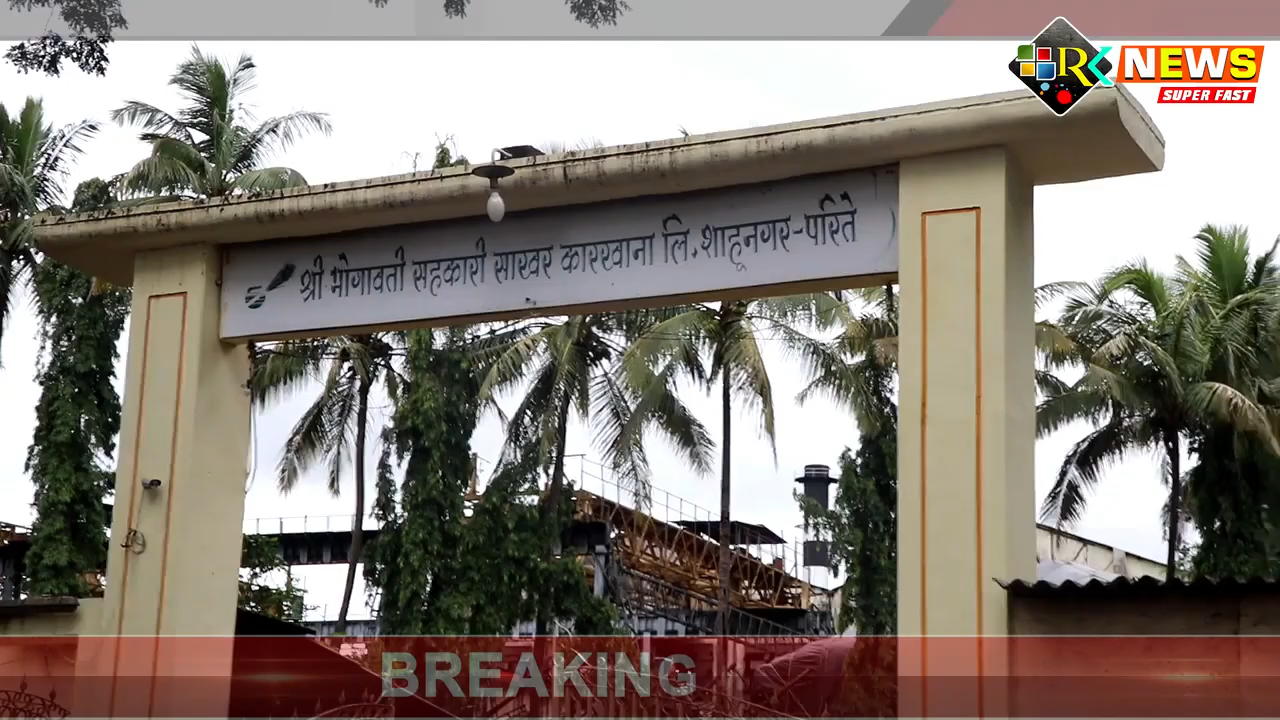 RK NEWS
SUPER FAST
श्री भोगावती सहकारी साखर कारखाना लि. शाहूनगर-परिते
BREAKING